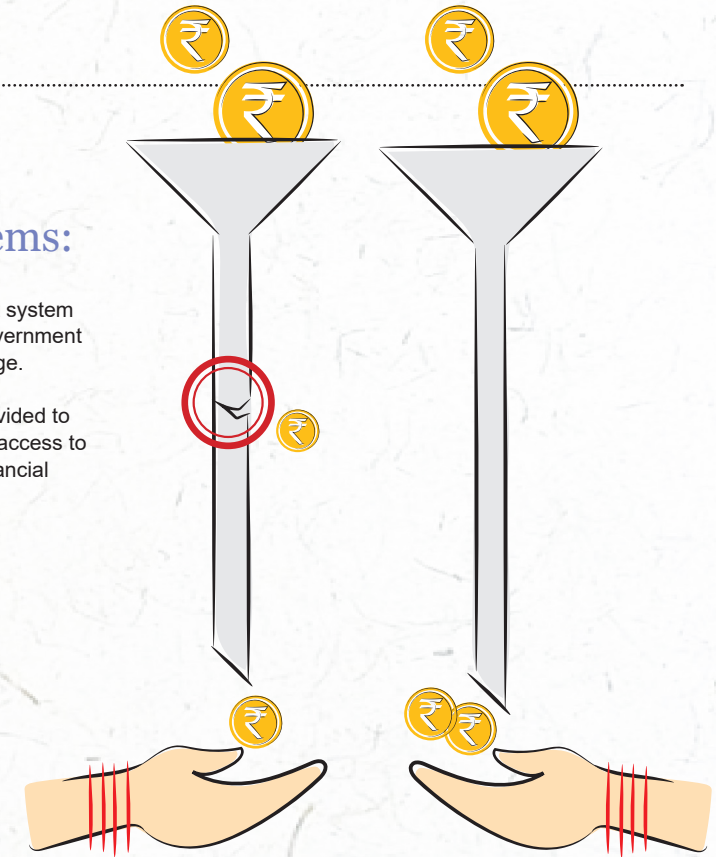 ₹ ₹
₹ ₹
ems:
system
vernment
ge.
₹
vided to
access to
ancial
₹ ₹ ₹